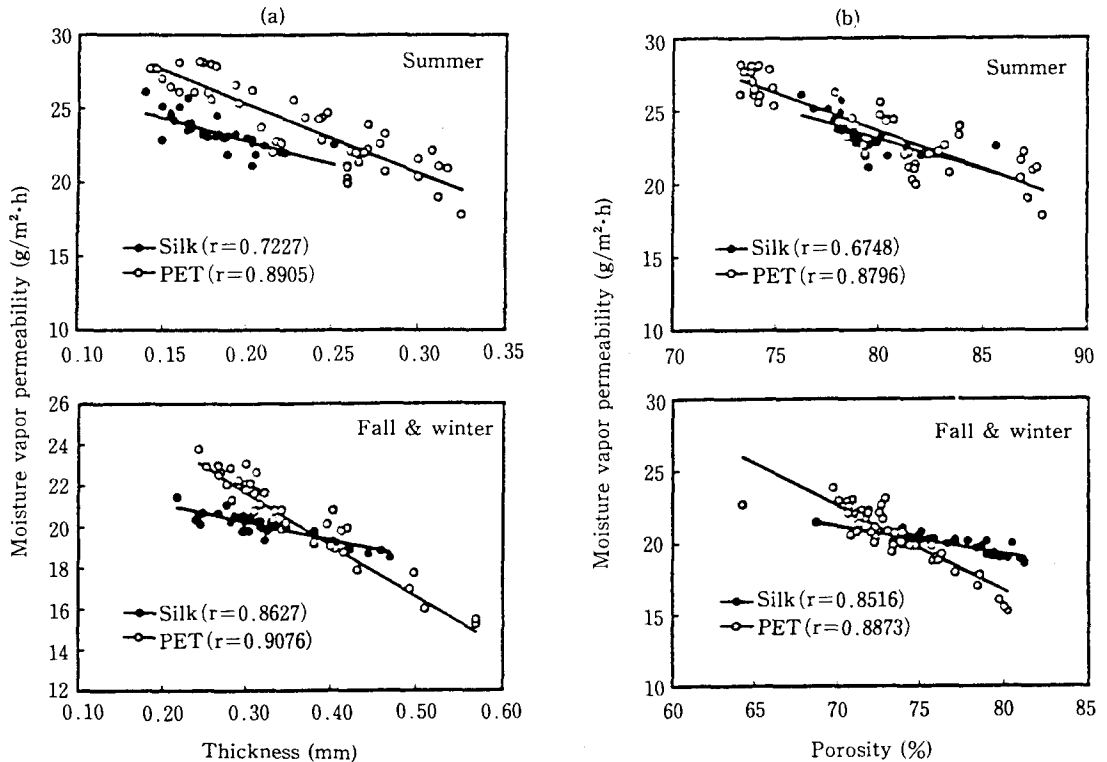 (a)
(b)
Moisture vapor permeability (g/m²·h)
30
25
20
15
10
Summer
Silk (r=0.7227)
PET (r=0.8905)
0.10 0.15 0.20 0.25 0.30 0.35
26
24
22
20
18
16
14
12
Fall & winter
Silk (r=0.8627)
PET (r=0.9076)
0.10 0.20 0.30 0.40 0.50 0.60
Thickness (mm)
Moisture vapor permeability (g/m²·h)
30
25
20
15
10
Summer
Silk (r=0.6748)
PET (r=0.8796)
70 75 80 85 90
30
25
20
15
10
Fall & winter
Silk (r=0.8516)
PET (r=0.8873)
60 65 70 75 80 85
Porosity (%)